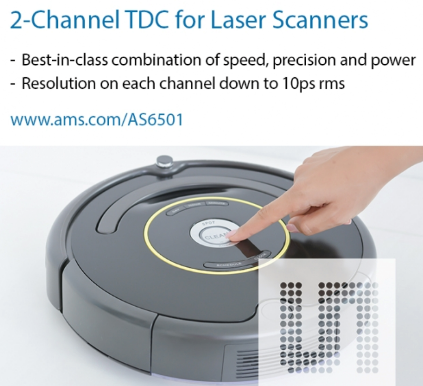 2-Channel TDC for Laser Scanners
- Best-in-class combination of speed, precision and power
- Resolution on each channel down to 10ps rms
www.ams.com/AS6501
CLEAN